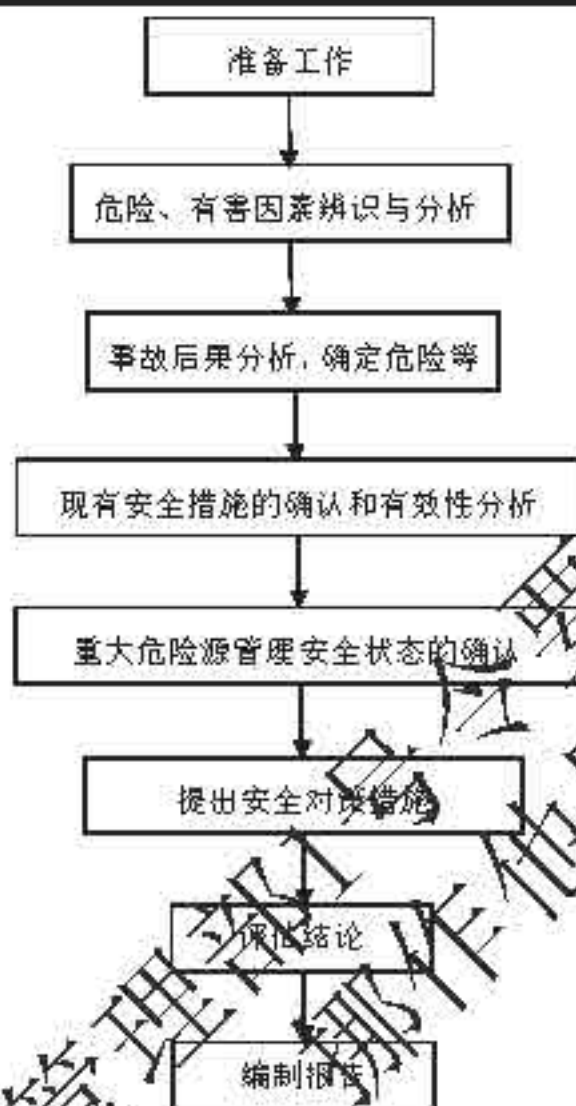 准备工作
危险、有害因素辨识与分析
事故后果分析，确定危险等
现有安全措施的确认和有效性分析
重大危险源管理安全状态的确认
提出安全对策措施
评估结论
编制报告